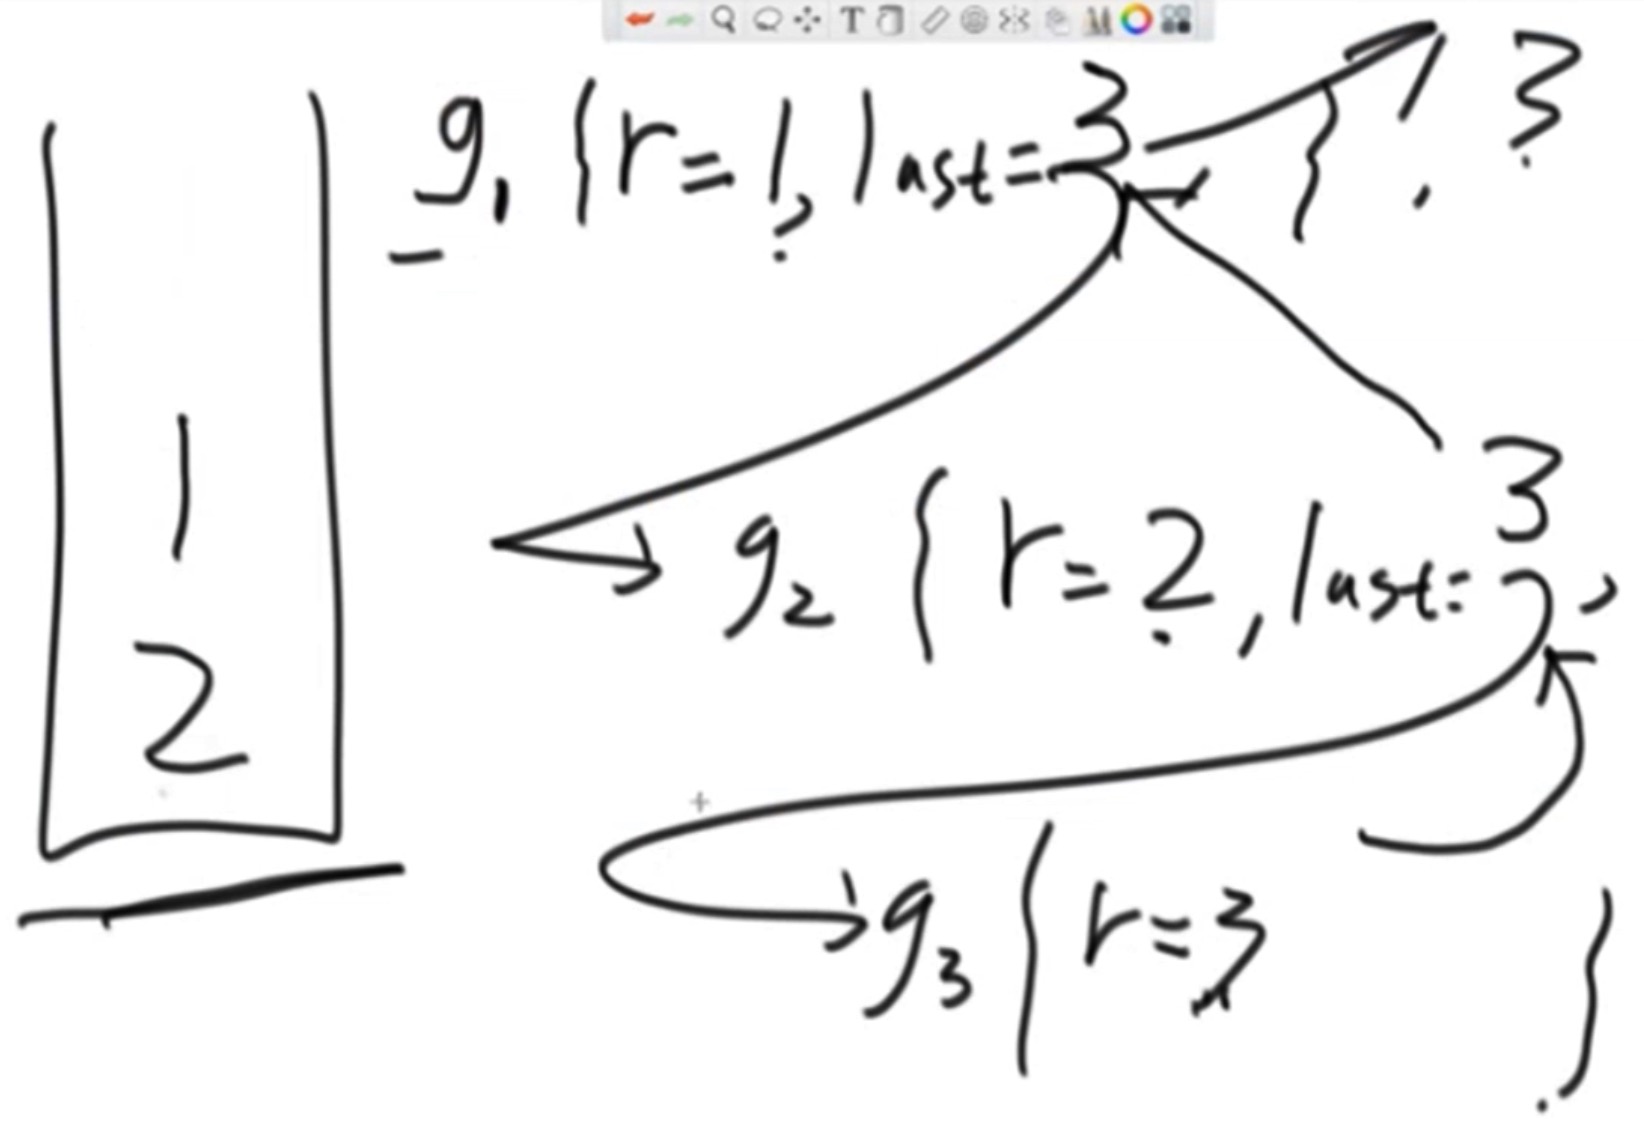 g1 { r = 1, last = 3 } , 3
1
3
g2 { r = 2, last = ,
2
g3 { r = 3 }